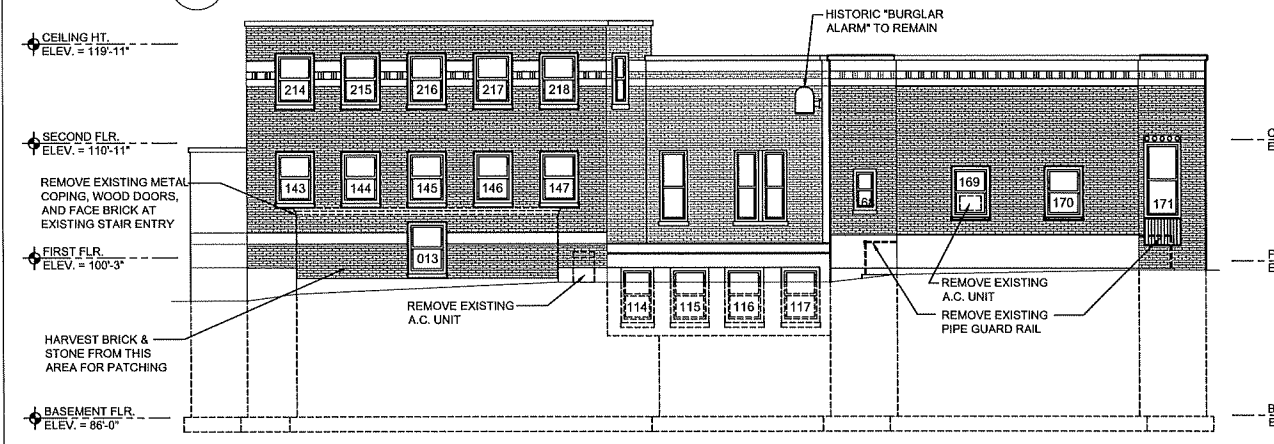 HISTORIC "BURGLAR
ALARM" TO REMAIN
CEILING HT.
ELEV. = 119'-11"
214 215 216 217 218
SECOND FLR.
ELEV. = 110'-11"
REMOVE EXISTING METAL
COPING, WOOD DOORS,
AND FACE BRICK AT
EXISTING STAIR ENTRY
143 144 145 146 147
169 170 171
FIRST FLR.
ELEV. = 100'-3"
013
114 115 116 117
REMOVE EXISTING
A.C. UNIT
REMOVE EXISTING
A.C. UNIT
REMOVE EXISTING
PIPE GUARD RAIL
HARVEST BRICK &
STONE FROM THIS
AREA FOR PATCHING
BASEMENT FLR.
ELEV. = 86'-0"